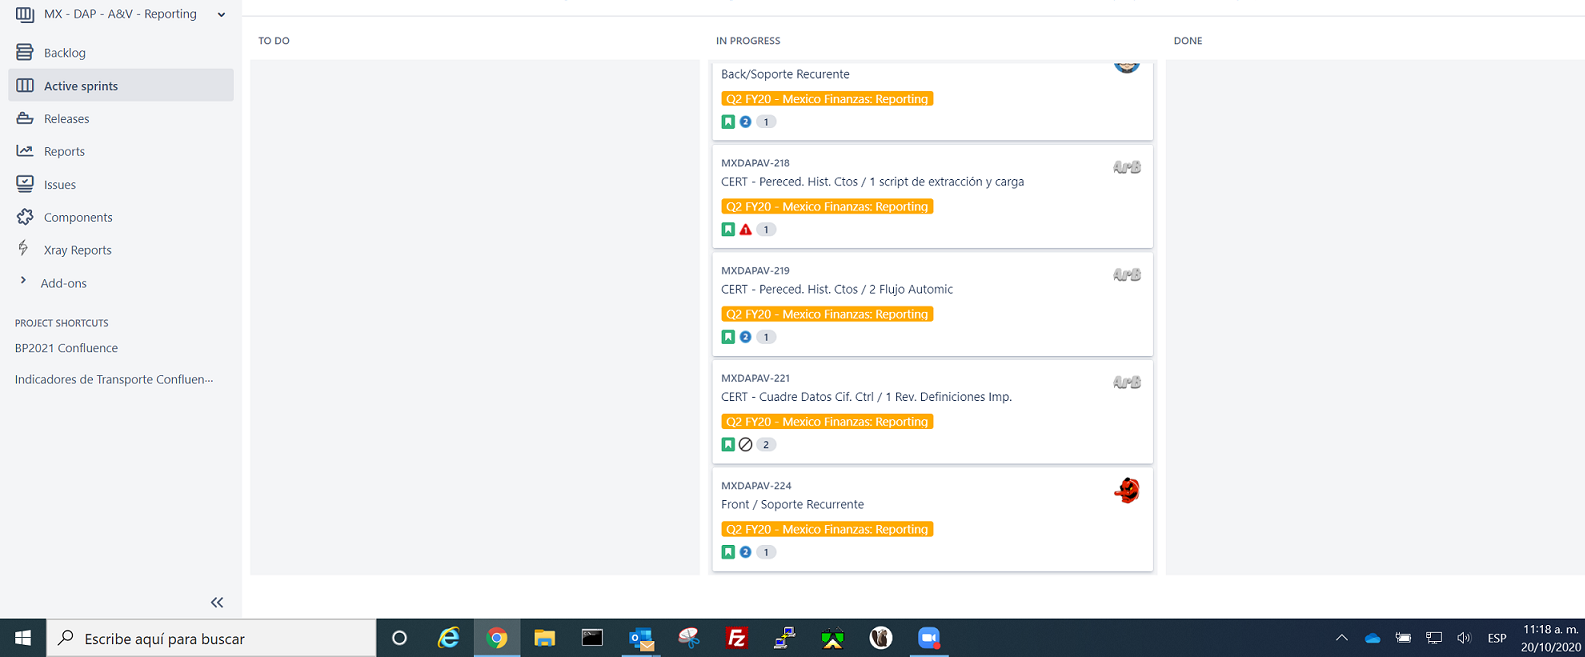 MX - DAP - A&V - Reporting
Backlog
Active sprints
Releases
Reports
Issues
Components
Xray Reports
Add-ons
PROJECT SHORTCUTS
BP2021 Confluence
Indicadores de Transporte Confluen...
TO DO
IN PROGRESS
Back/Soporte Recurente
Q2 FY20 - Mexico Finanzas: Reporting
2 1
MXDAPAV-218
CERT - Pereced. Hist. Ctos / 1 script de extracción y carga
Q2 FY20 - Mexico Finanzas: Reporting
1 1
MXDAPAV-219
CERT - Pereced. Hist. Ctos / 2 Flujo Automic
Q2 FY20 - Mexico Finanzas: Reporting
2 1
MXDAPAV-221
CERT - Cuadre Datos Cif. Ctrl / 1 Rev. Definiciones Imp.
Q2 FY20 - Mexico Finanzas: Reporting
2
MXDAPAV-224
Front / Soporte Recurrente
Q2 FY20 - Mexico Finanzas: Reporting
2 1
ArB
ArB
ArB
DONE
Escribe aquí para buscar
ESP
11:18 a. m.
20/10/2020